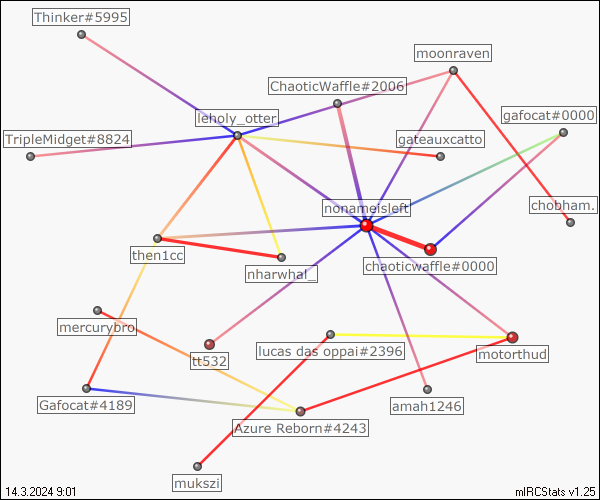 Thinker#5995
moonraven
ChaoticWaffle#2006
gafocat#0000
leholy_otter
TripleMidget#8824
gateauxcatto
nonameisleft
chobham.
then1cc
chaoticwaffle#0000
nharwhal_
mercurybro
lucas das oppai#2396
motorthud
tt532
Gafocat#4189
amah1246
Azure Reborn#4243
mukszi
14.3.2024 9:01
mIRCStats v1.25